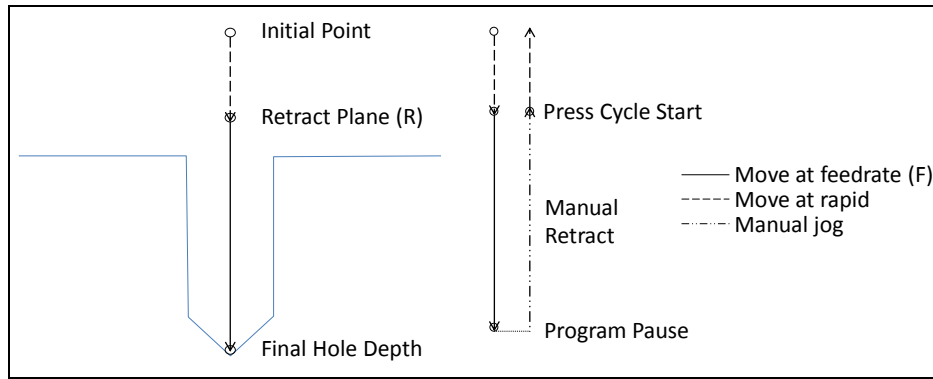 Initial Point
Retract Plane (R)
Final Hole Depth
Press Cycle Start
Manual
Retract
Program Pause
Move at feedrate (F)
Move at rapid
Manual jog